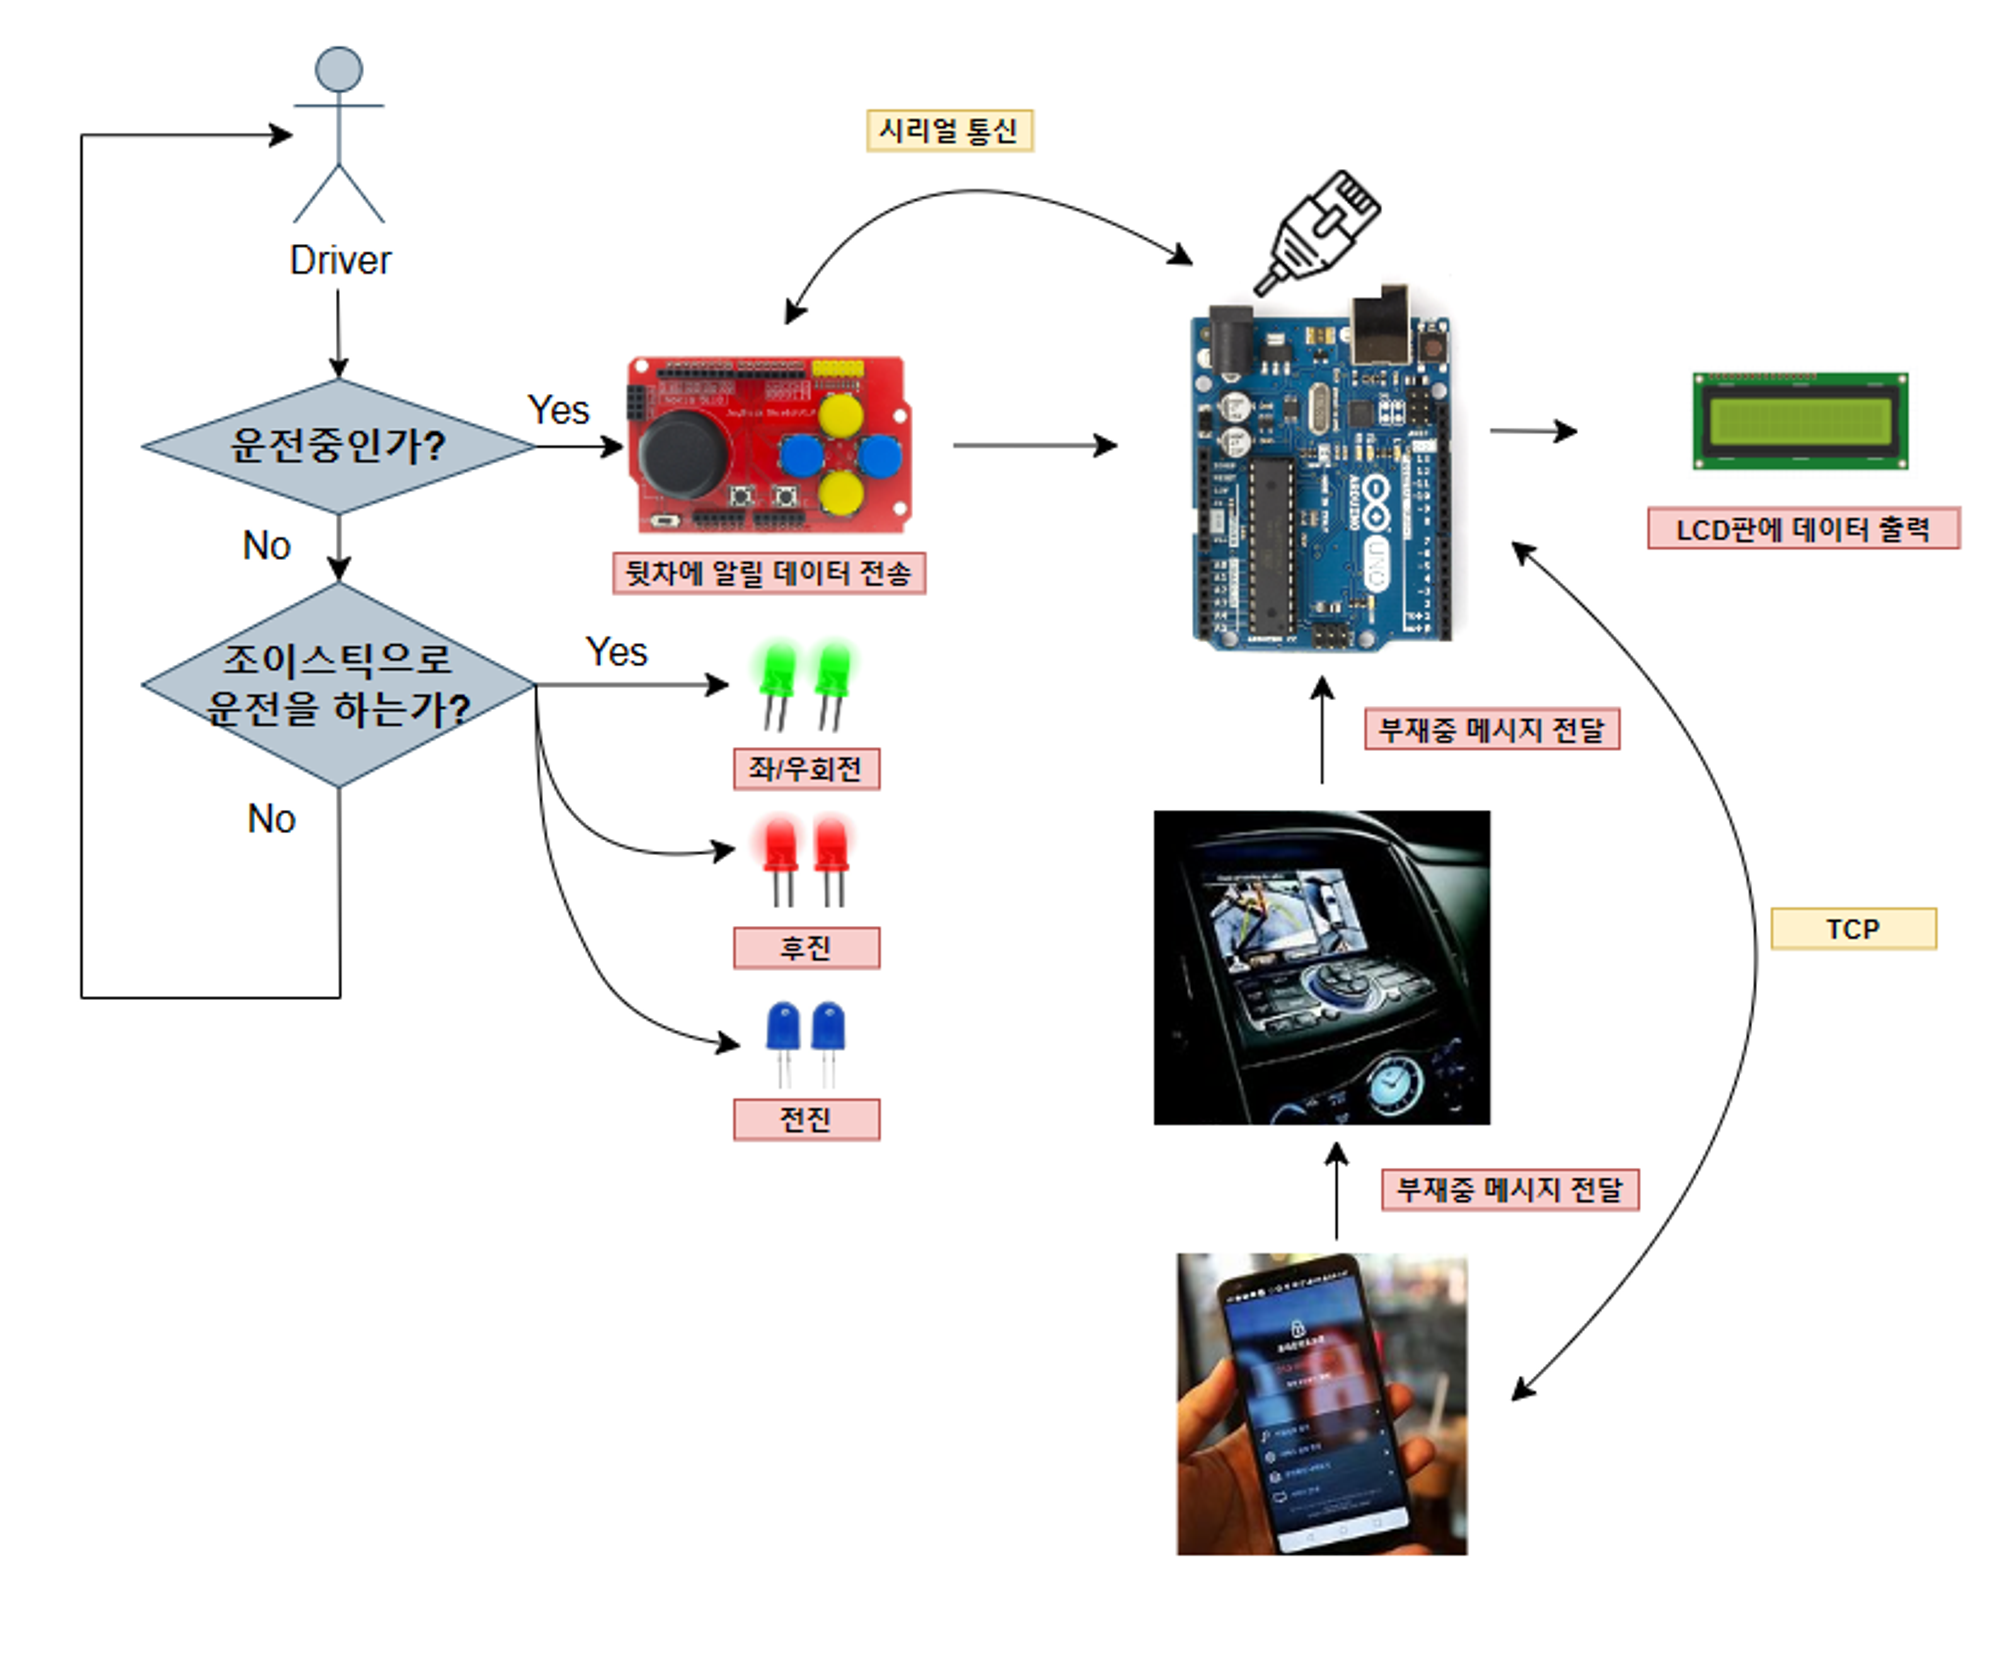 시리얼 통신
Driver
Yes
운전중인가?
No
뒷차에 알릴 데이터 전송
ARDUINO
UNO
LCD판에 데이터 출력
조이스틱으로
운전을 하는가?
Yes
No
좌/우회전
후진
전진
부재중 메시지 전달
TCP
부재중 메시지 전달